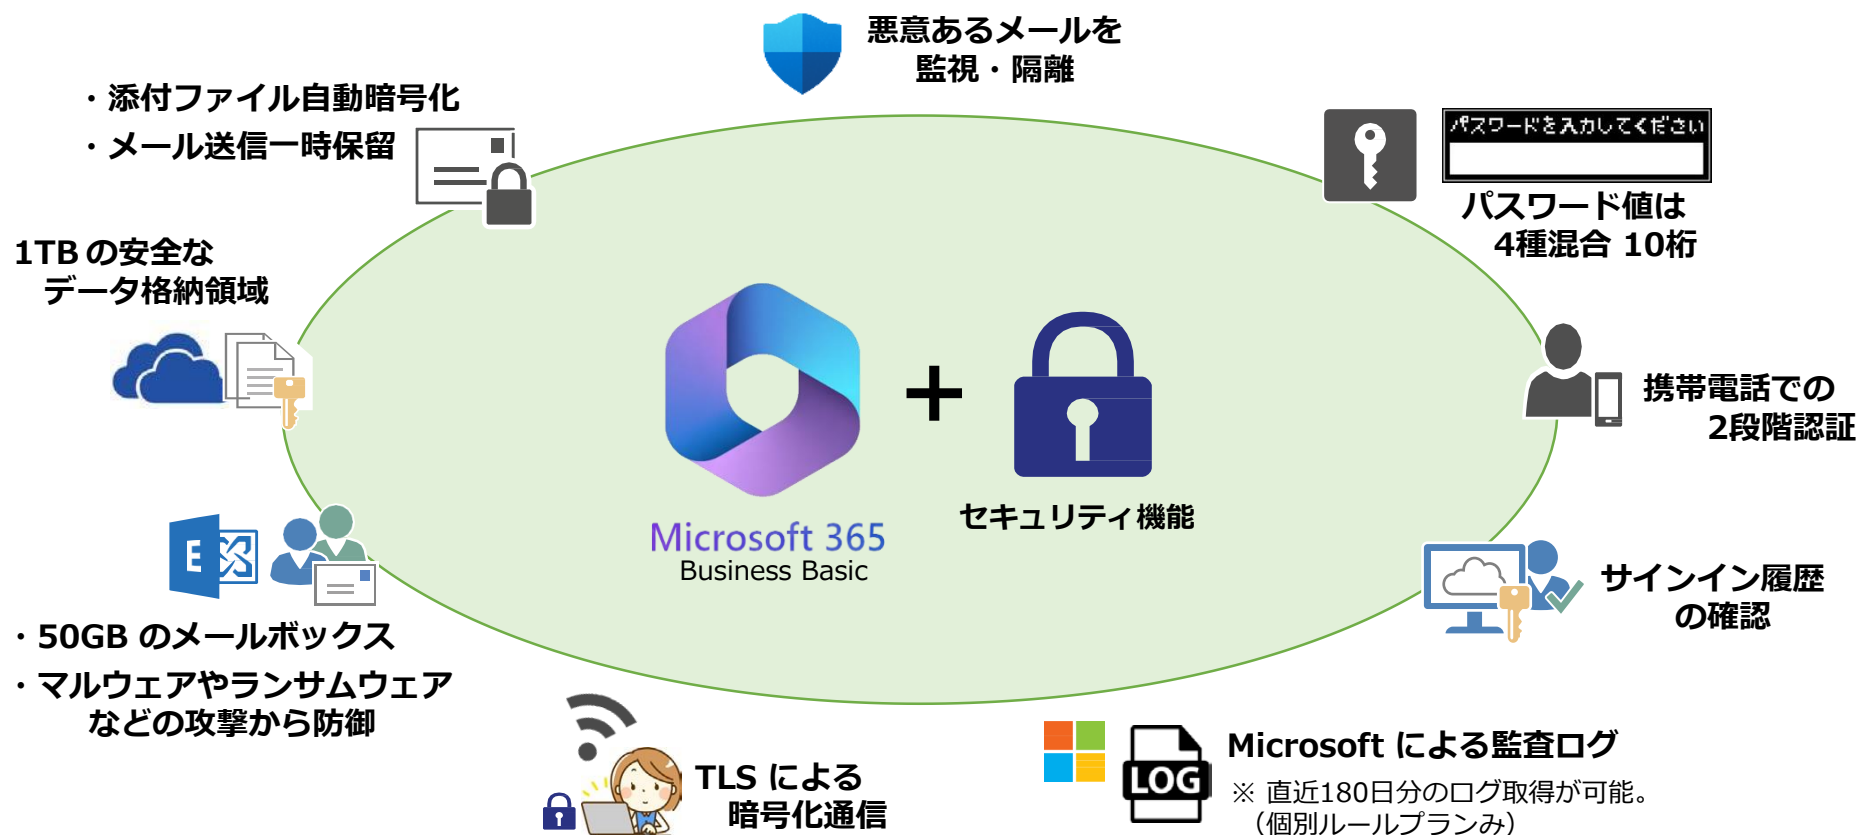 悪意あるメールを
監視・隔離
・添付ファイル自動暗号化
・メール送信一時保留
パスワードを入力してください
パスワード値は
4種混合 10桁
1TB の安全な
データ格納領域
携帯電話での
2段階認証
セキュリティ機能
Microsoft 365
Business Basic
E
サインイン履歴
の確認
・50GB のメールボックス
・マルウェアやランサムウェア
などの攻撃から防御
TLS による
暗号化通信
LOG
Microsoft による監査ログ
※ 直近180日分のログ取得が可能。
（個別ルールプランみ）